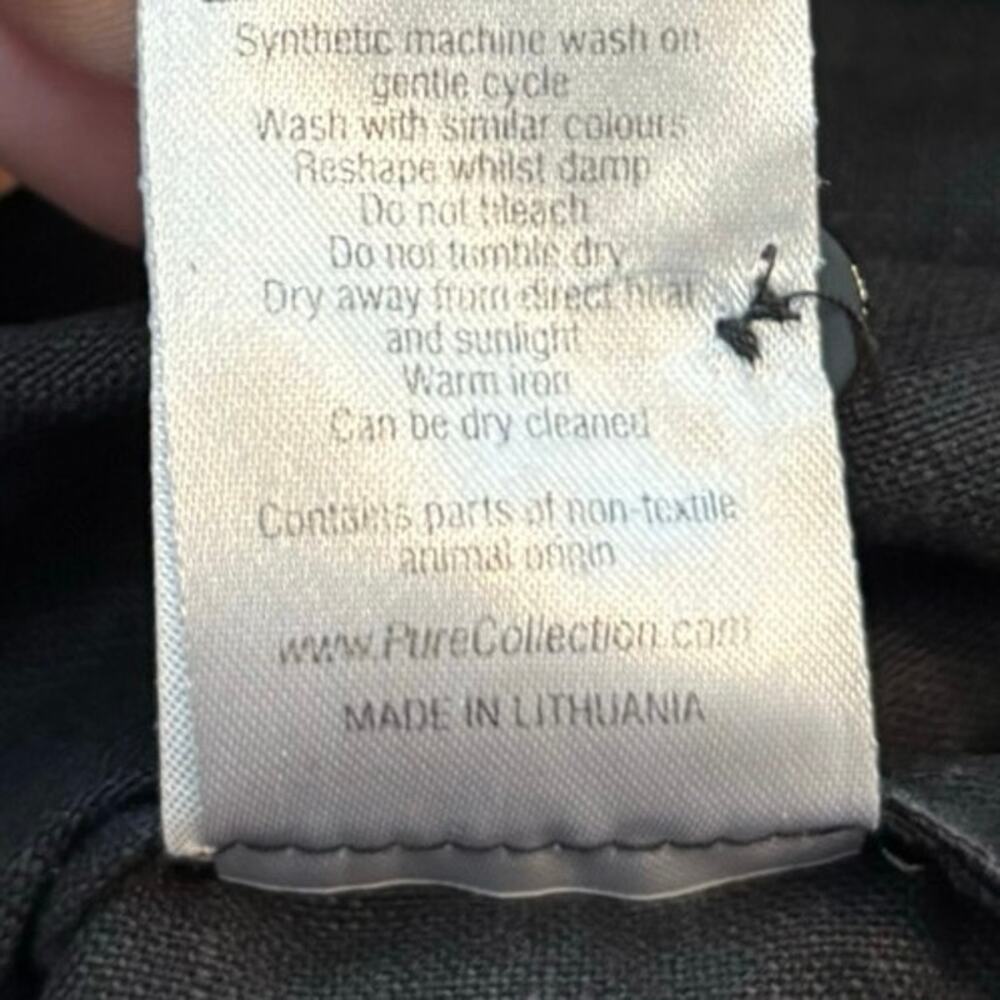 Synthetic machine wash on
gentle cycle
Wash with similar colours
Reshape whilst damp
Do not bleach
Do not tumble dry
Dry away from direct heat
and sunlight
Warm iron
Can be dry cleaned
Contains parts of non-textile
animal origin
www.PureCollection.com
MADE IN LITHUANIA